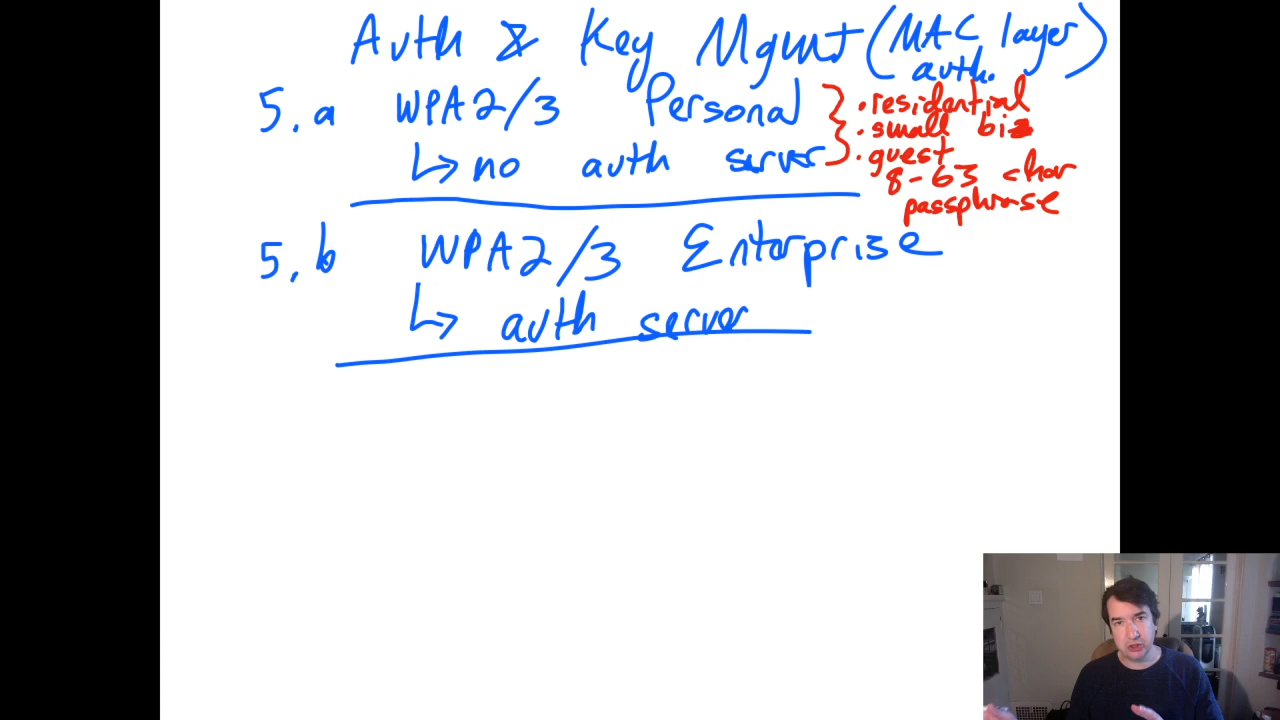 Auth & Key Mgmt (MAC layer auth.)
5.a WPA2/3 Personal
↳ no auth server
• residential
• small biz
• guest
8-63 char
passphrase
5.b WPA2/3 Enterprise
↳ auth server